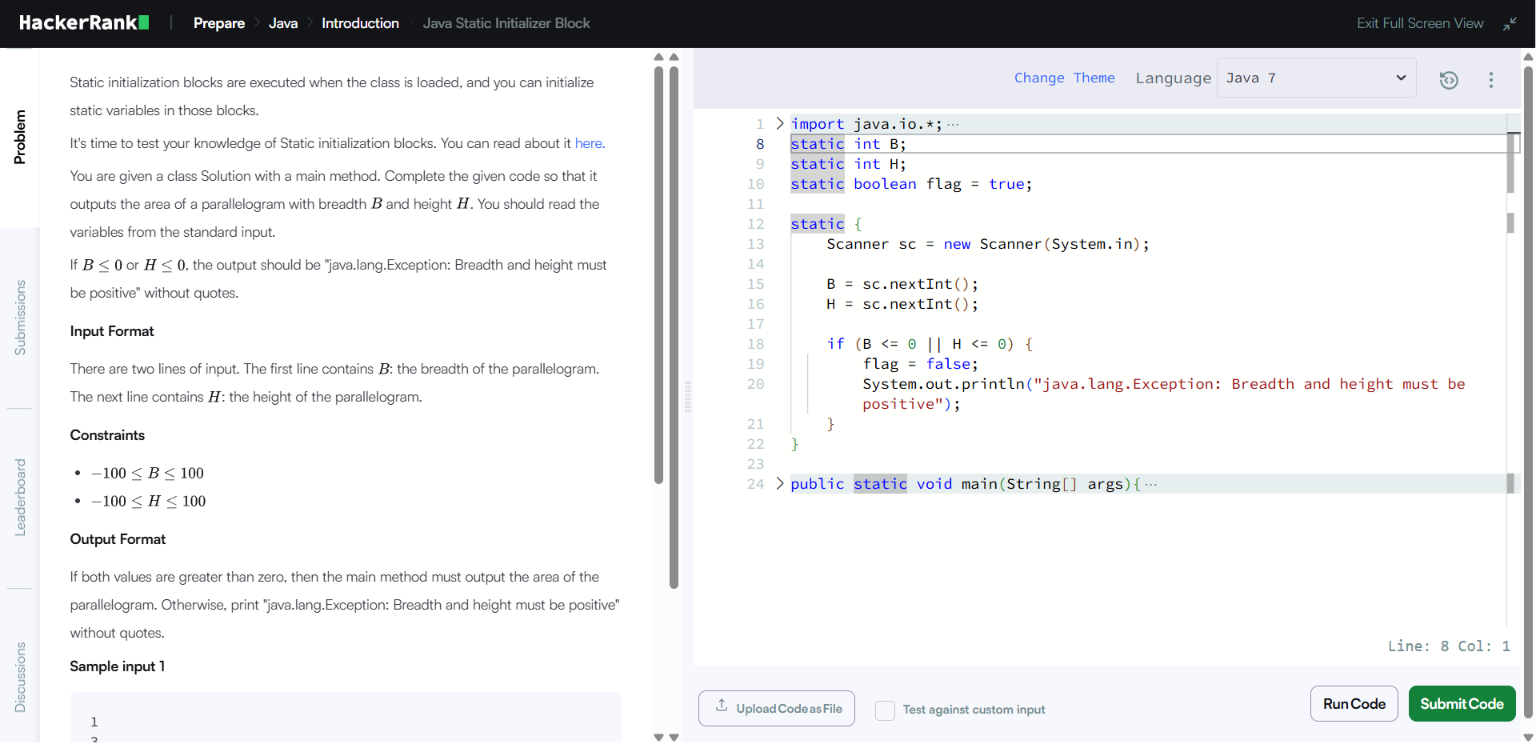 HackerRank | Prepare > Java > Introduction > Java Static Initializer Block
Exit Full Screen View
Problem
Submissions
Leaderboard
Discussions
Static initialization blocks are executed when the class is loaded, and you can initialize
static variables in those blocks.
It's time to test your knowledge of Static initialization blocks. You can read about it here.
You are given a class Solution with a main method. Complete the given code so that it
outputs the area of a parallelogram with breadth B and height H. You should read the
variables from the standard input.
If B ≤ 0 or H ≤ 0, the output should be "java.lang.Exception: Breadth and height must
be positive" without quotes.
Input Format
There are two lines of input. The first line contains B: the breadth of the parallelogram.
The next line contains H: the height of the parallelogram.
Constraints
• −100 ≤ B ≤ 100
• −100 ≤ H ≤ 100
Output Format
If both values are greater than zero, then the main method must output the area of the
parallelogram. Otherwise, print "java.lang.Exception: Breadth and height must be positive"
without quotes.
Sample input 1
1
3
Change Theme Language Java 7
1 import java.io.*; ···
8 static int B;
9 static int H;
10 static boolean flag = true;
11
12 static {
13 Scanner sc = new Scanner(System.in);
14
15 B = sc.nextInt();
16 H = sc.nextInt();
17
18 if (B <= 0 || H <= 0) {
19 flag = false;
20 System.out.println("java.lang.Exception: Breadth and height must be
positive");
21 }
22 }
23
24 public static void main(String[] args){ ···
Line: 8 Col: 1
Upload Code as File
Test against custom input
Run Code
Submit Code